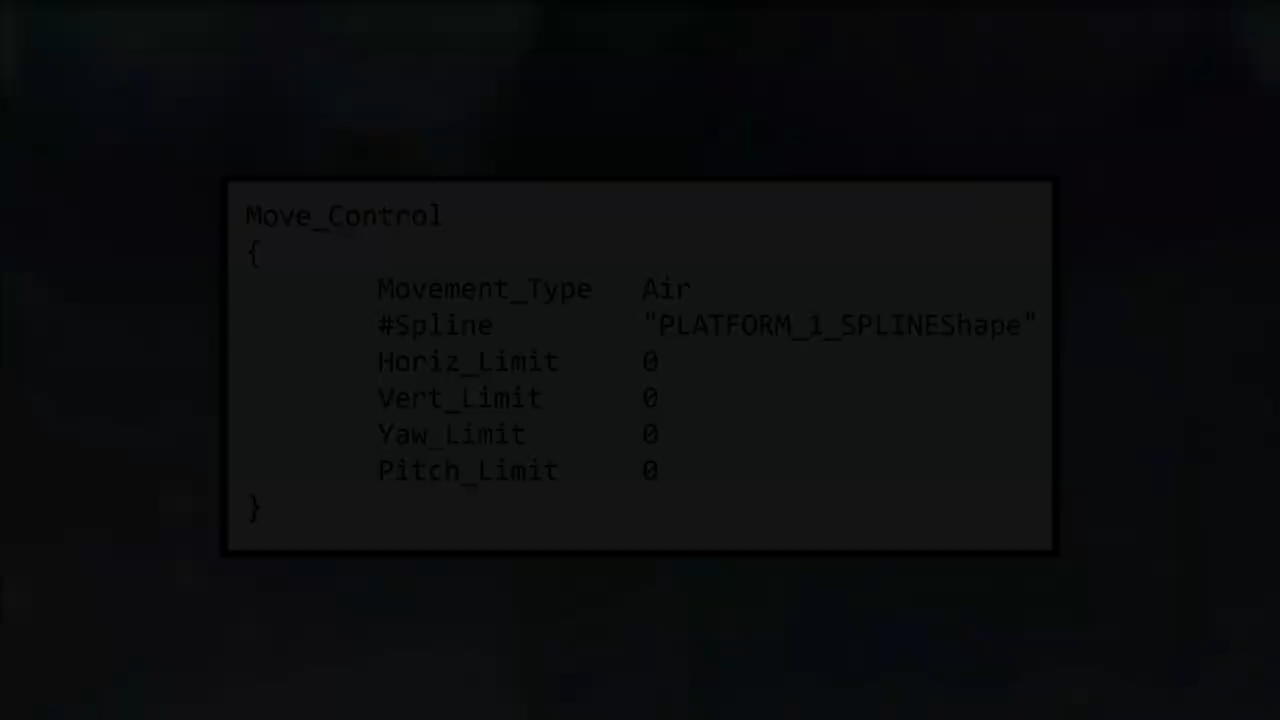 Move_Control
{
Movement_Type Air
#Spline "PLATFORM_1_SPLINEShape"
Horiz_Limit 0
Vert_Limit 0
Yaw_Limit 0
Pitch_Limit 0
}